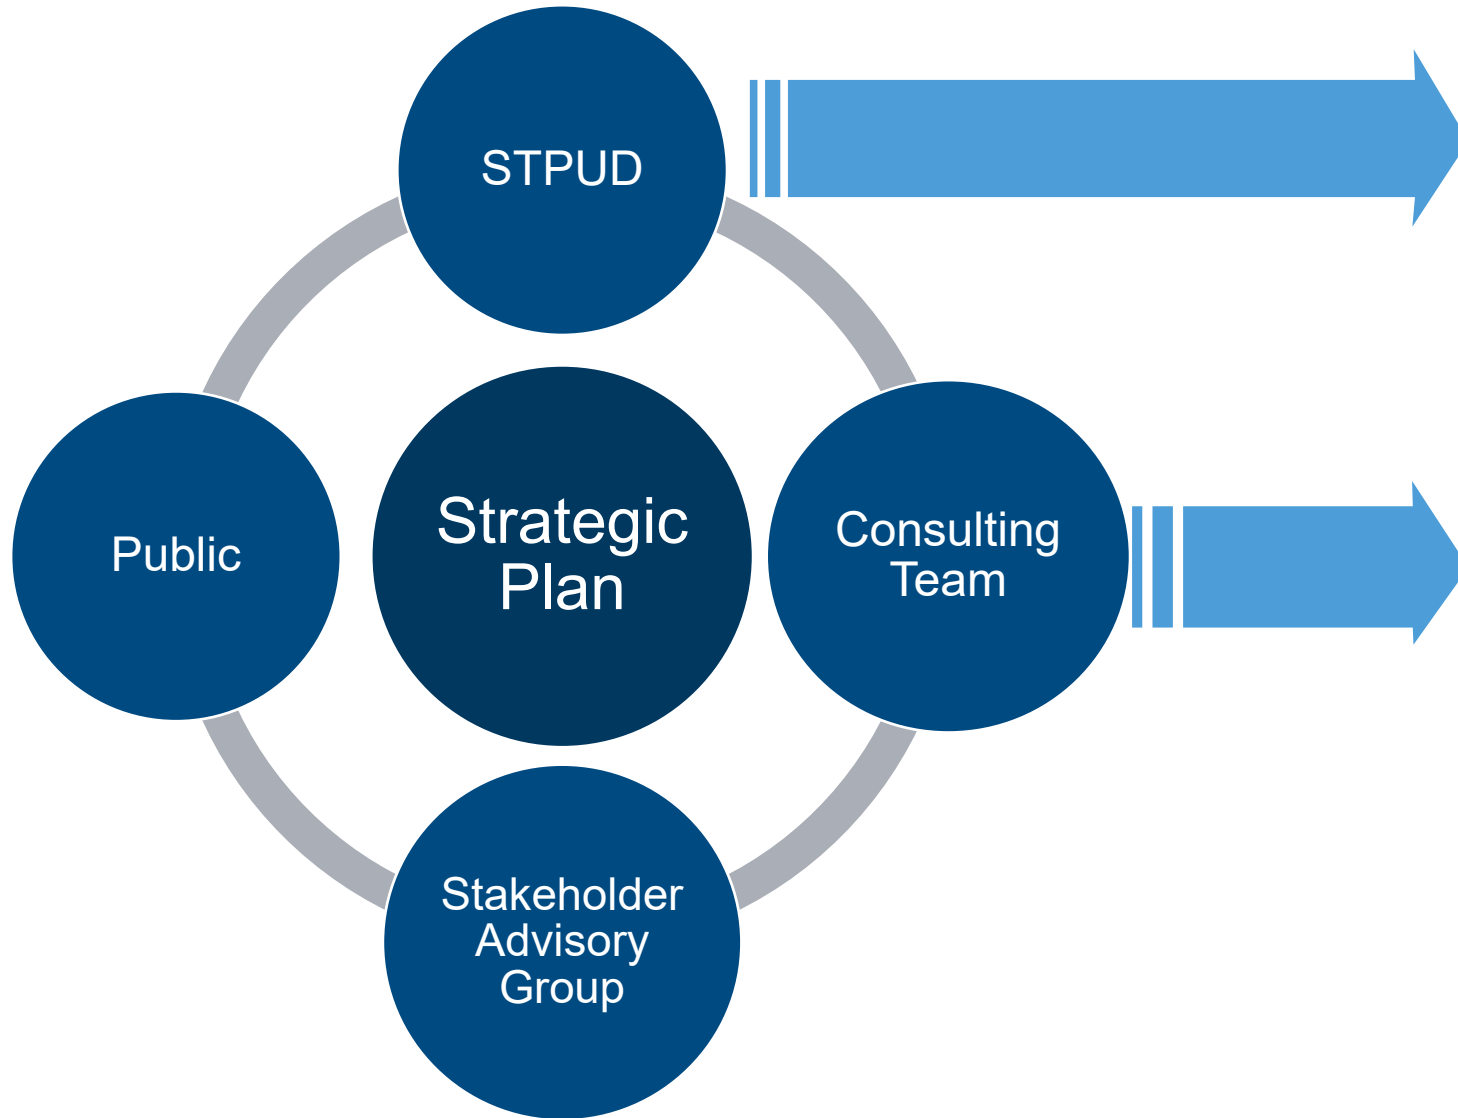 STPUD
Public
Strategic
Plan
Consulting
Team
Stakeholder
Advisory
Group